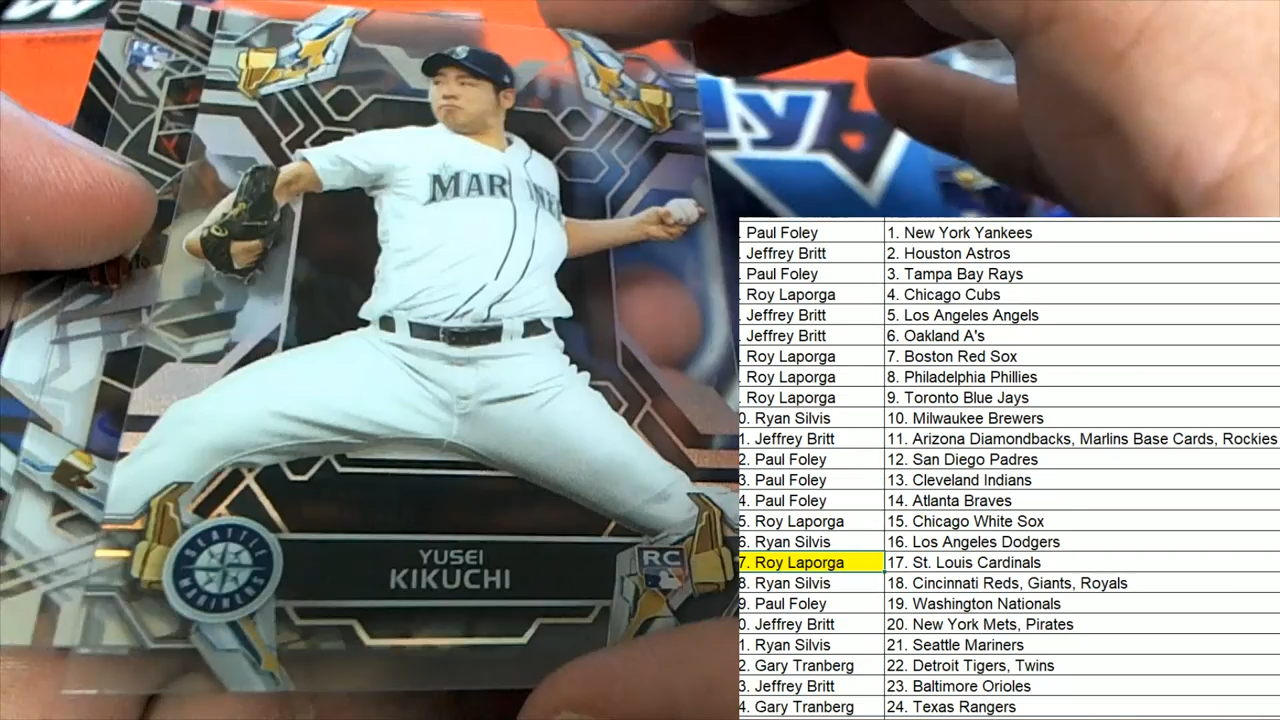 RC
MARINE
YUSEI
KIKUCHI
SEATTLE
MARINERS
RC
. Paul Foley 1. New York Yankees
. Jeffrey Britt 2. Houston Astros
. Paul Foley 3. Tampa Bay Rays
. Roy Laporga 4. Chicago Cubs
. Jeffrey Britt 5. Los Angeles Angels
. Jeffrey Britt 6. Oakland A's
. Roy Laporga 7. Boston Red Sox
. Roy Laporga 8. Philadelphia Phillies
. Roy Laporga 9. Toronto Blue Jays
0. Ryan Silvis 10. Milwaukee Brewers
1. Jeffrey Britt 11. Arizona Diamondbacks, Marlins Base Cards, Rockies
2. Paul Foley 12. San Diego Padres
3. Paul Foley 13. Cleveland Indians
4. Paul Foley 14. Atlanta Braves
5. Roy Laporga 15. Chicago White Sox
6. Ryan Silvis 16. Los Angeles Dodgers
7. Roy Laporga 17. St. Louis Cardinals
8. Ryan Silvis 18. Cincinnati Reds, Giants, Royals
9. Paul Foley 19. Washington Nationals
0. Jeffrey Britt 20. New York Mets, Pirates
1. Ryan Silvis 21. Seattle Mariners
2. Gary Tranberg 22. Detroit Tigers, Twins
3. Jeffrey Britt 23. Baltimore Orioles
4. Gary Tranberg 24. Texas Rangers